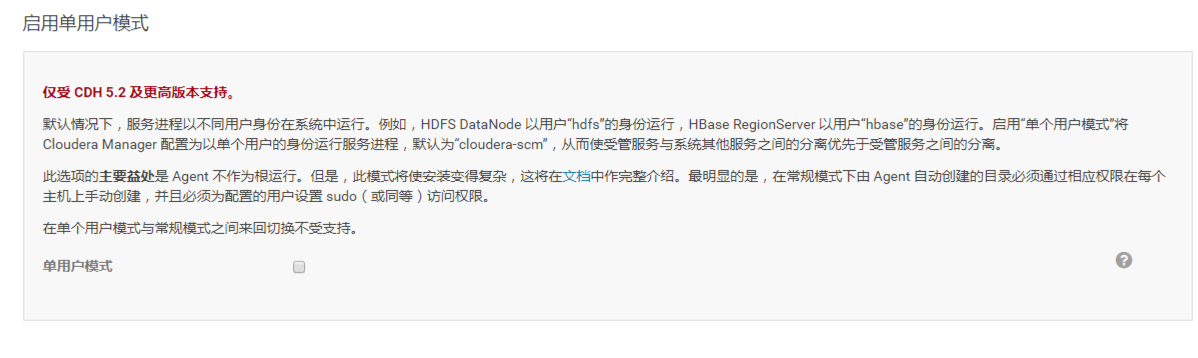 启用单用户模式
仅受 CDH 5.2 及更高版本支持。
默认情况下，服务进程以不同用户身份在系统中运行。例如，HDFS DataNode 以用户“hdfs”的身份运行，HBase RegionServer 以用户“hbase”的身份运行。启用“单个用户模式”将
Cloudera Manager 配置为以单个用户的身份运行服务进程，默认为“cloudera-scm”，从而使受管服务与系统其他服务之间的分离优先于受管服务之间的分离。
此选项的主要益处是 Agent 不作为根运行。但是，此模式将使安装变得复杂，这将在文档中作完整介绍。最明显的是，在常规模式下由 Agent 自动创建的目录必须通过相应权限在每个
主机上手动创建，并且必须为配置的用户设置 sudo（或同等）访问权限。
在单个用户模式与常规模式之间来回切换不受支持。
单用户模式
?